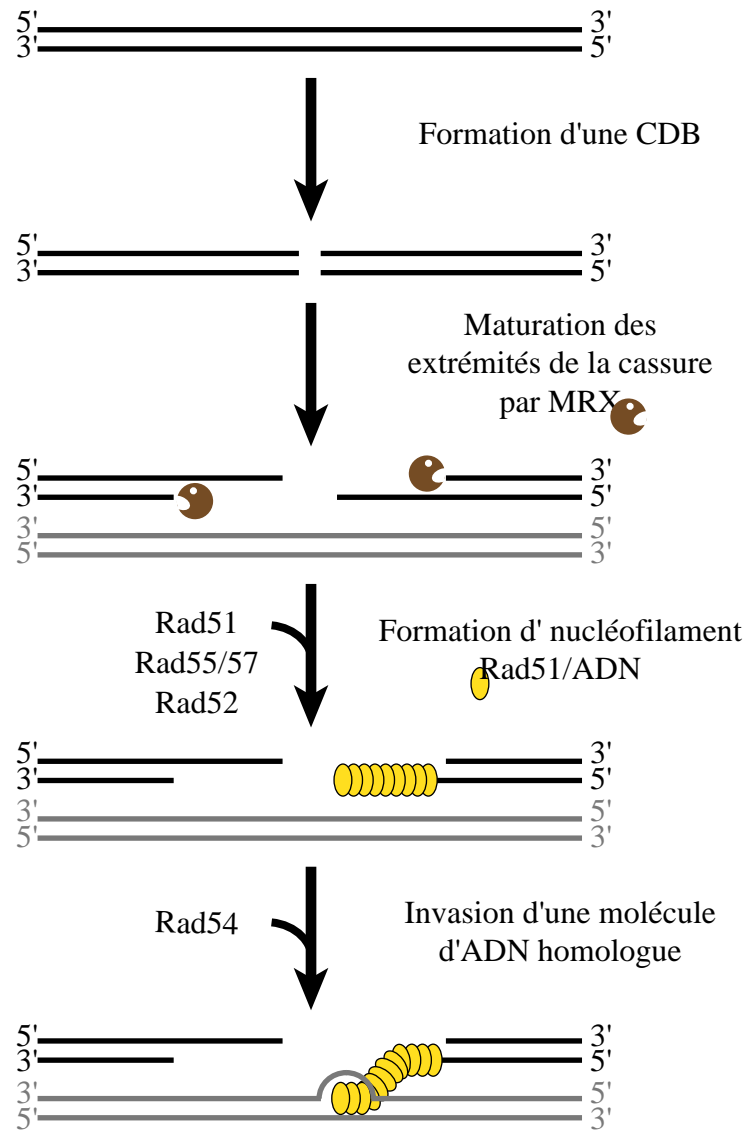 5' 3'
3' 5'
Formation d'une CDB
5' 3'
3' 5'
Maturation des
extrémités de la cassure
par MRX
5' 3'
3' 5'
3' 5'
5' 3'
Rad51
Rad55/57
Rad52
Formation d' nucléofilament
Rad51/ADN
5' 3'
3' 5'
3' 5'
5' 3'
Rad54
Invasion d'une molécule
d'ADN homologue
5' 3'
3' 5'
3' 5'
5' 3'